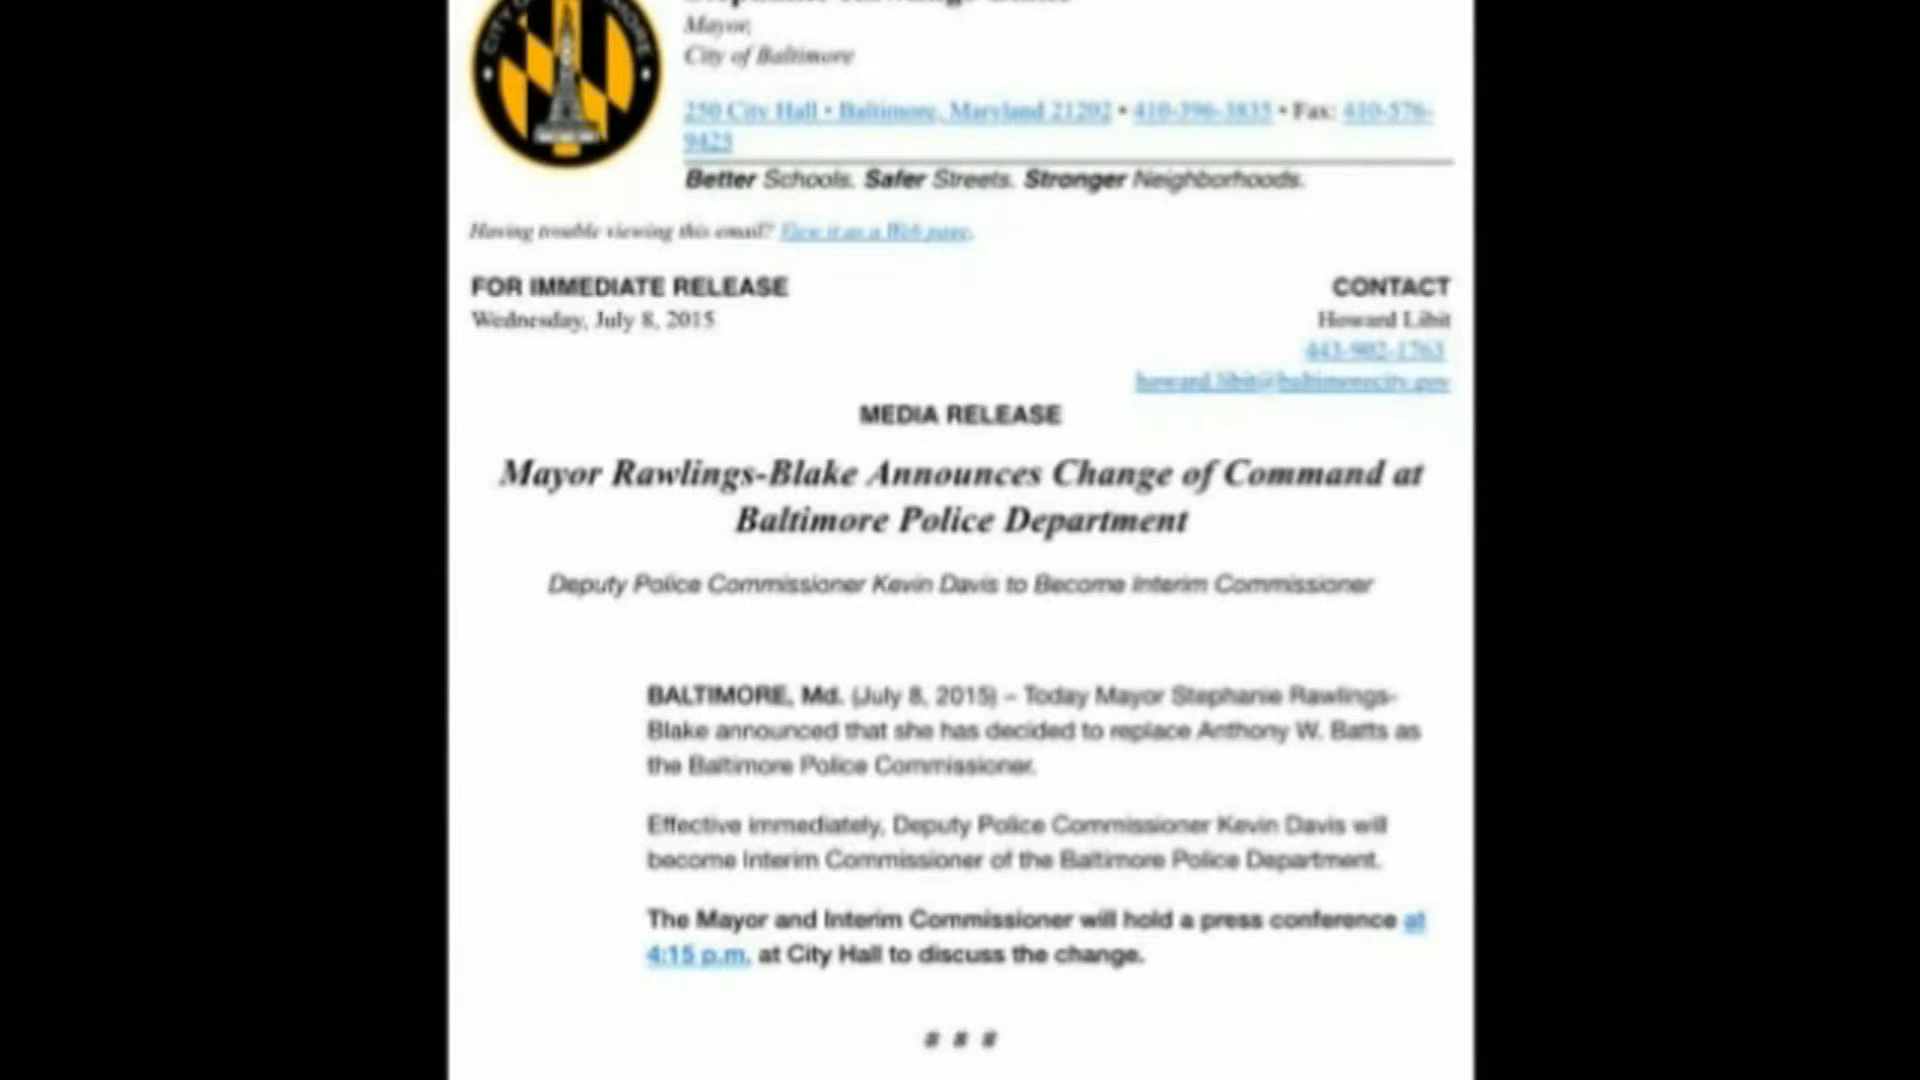 CITY OF BALTIMORE
Mayor,
City of Baltimore
250 City Hall • Baltimore, Maryland 21202 • 410-396-3835 • Fax: 410-576-
9425
Better Schools. Safer Streets. Stronger Neighborhoods.
Having trouble viewing this email? View it as a Web page.
FOR IMMEDIATE RELEASE
Wednesday, July 8, 2015
CONTACT
Howard Libit
443-902-1763
howard.libit@baltimorecity.gov
MEDIA RELEASE
Mayor Rawlings-Blake Announces Change of Command at
Baltimore Police Department
Deputy Police Commissioner Kevin Davis to Become Interim Commissioner
BALTIMORE, Md. (July 8, 2015) – Today Mayor Stephanie Rawlings-
Blake announced that she has decided to replace Anthony W. Batts as
the Baltimore Police Commissioner.
Effective immediately, Deputy Police Commissioner Kevin Davis will
become Interim Commissioner of the Baltimore Police Department.
The Mayor and Interim Commissioner will hold a press conference at
4:15 p.m. at City Hall to discuss the change.
# # #